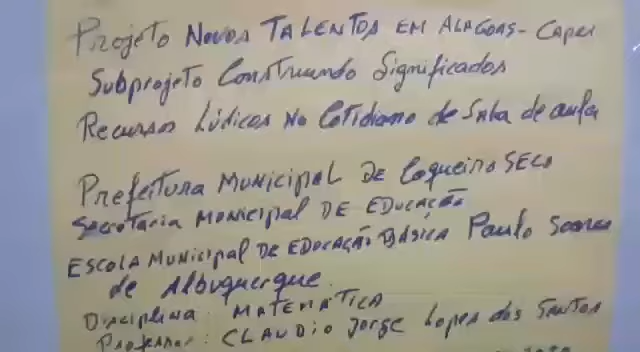 Projeto Novos TALENTOS EM ALAGOAS - Capes
Subprojeto Construindo Significados
Recursos Lúdicos No Cotidiano de Sala de aula
Prefeitura MUNICIPAL DE Coqueiro SECO
Secretaria MUNICIPAL DE EDUCAÇÃO
ESCOLA MUNICIPAL DE EDUCAÇÃO BÁSICA Paulo Soares
de Albuquerque
Disciplina: MATEMÁTICA
Professor: CLAUDIO Jorge Lopes dos SANTOS